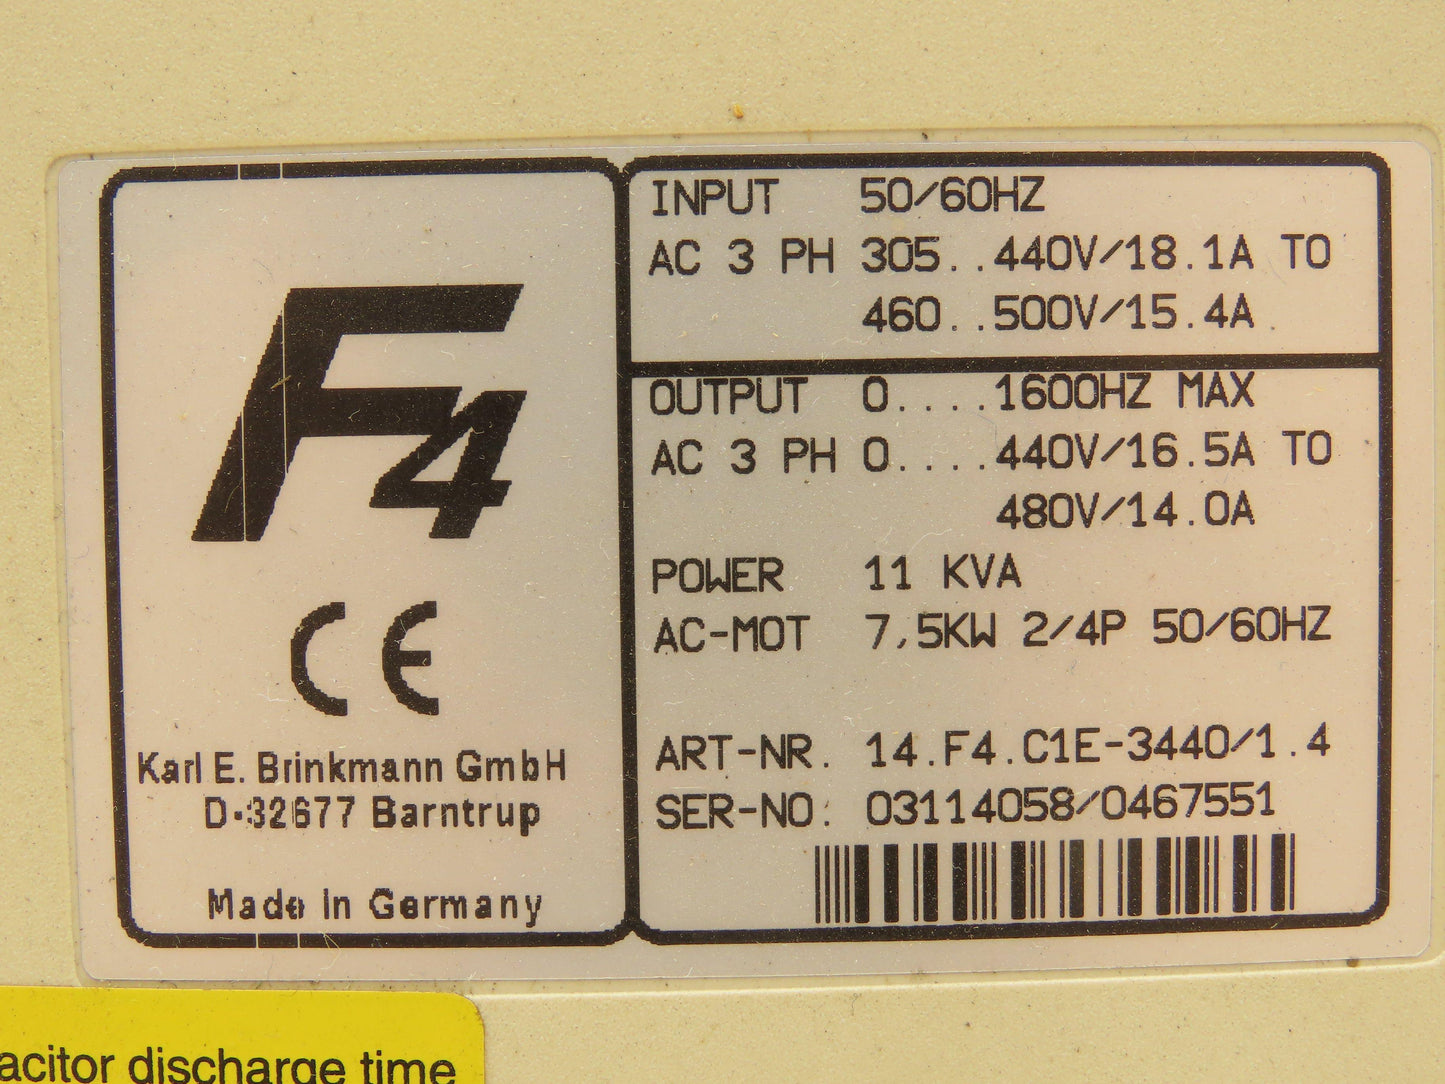 F4
CE
Karl E. Brinkmann GmbH
D-32677 Barntrup
Made in Germany
INPUT 50/60HZ
AC 3 PH 305..440V/18.1A TO
460..500V/15.4A
OUTPUT 0....1600HZ MAX
AC 3 PH 0....440V/16.5A TO
480V/14.0A
POWER 11 KVA
AC-MOT 7,5KW 2/4P 50/60HZ
ART-NR. 14.F4.C1E-3440/1.4
SER-NO: 03114058/0467551
acitor discharge time